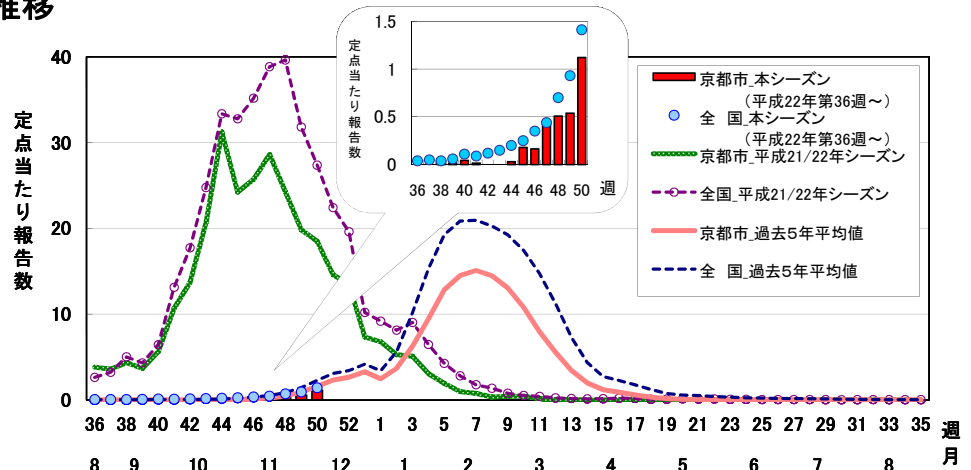 推移
1.5
1
0.5
0
定点当たり報告数
36 38 40 42 44 46 48 50 週
40
30
20
10
0
定点当たり報告数
京都市_本シーズン
(平成22年第36週～)
全　国_本シーズン
(平成22年第36週～)
京都市_平成21/22年シーズン
全国_平成21/22年シーズン
京都市_過去5年平均値
全　国_過去5年平均値
36 38 40 42 44 46 48 50 52 1 3 5 7 9 11 13 15 17 19 21 23 25 27 29 31 33 35 週
8 9 10 11 12 1 2 3 4 5 6 7 8 月